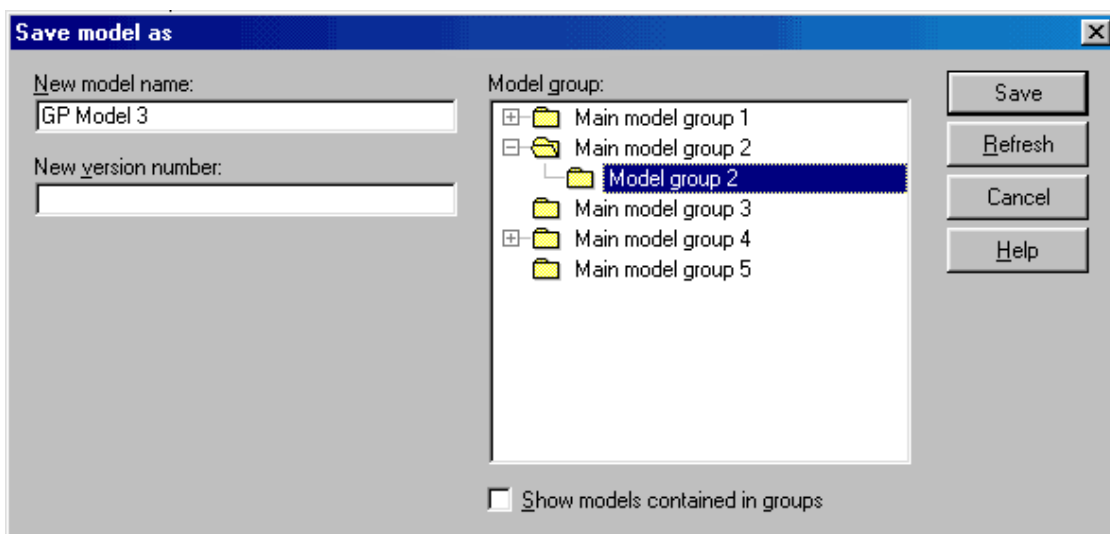 Save model as
New model name:
GP Model 3
New version number:
Model group:
Main model group 1
Main model group 2
Model group 2
Main model group 3
Main model group 4
Main model group 5
Show models contained in groups
Save
Refresh
Cancel
Help